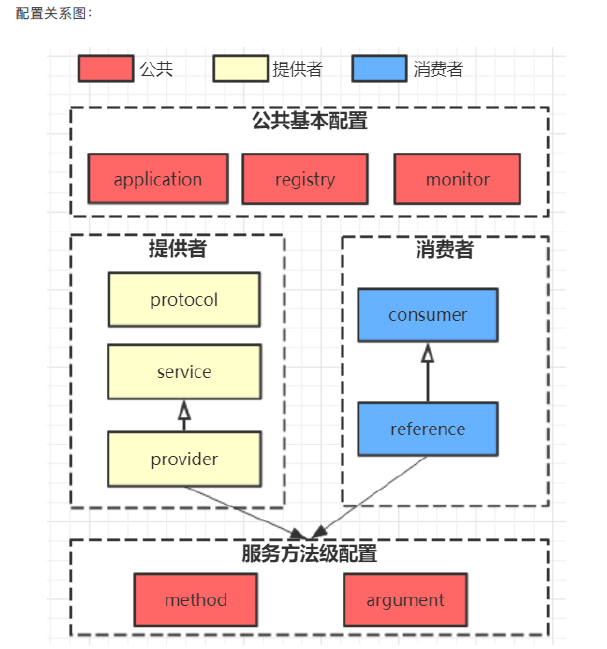 配置关系图：
公共 提供者 消费者
公共基本配置
application registry monitor
提供者
protocol
service
provider
消费者
consumer
reference
服务方法级配置
method argument